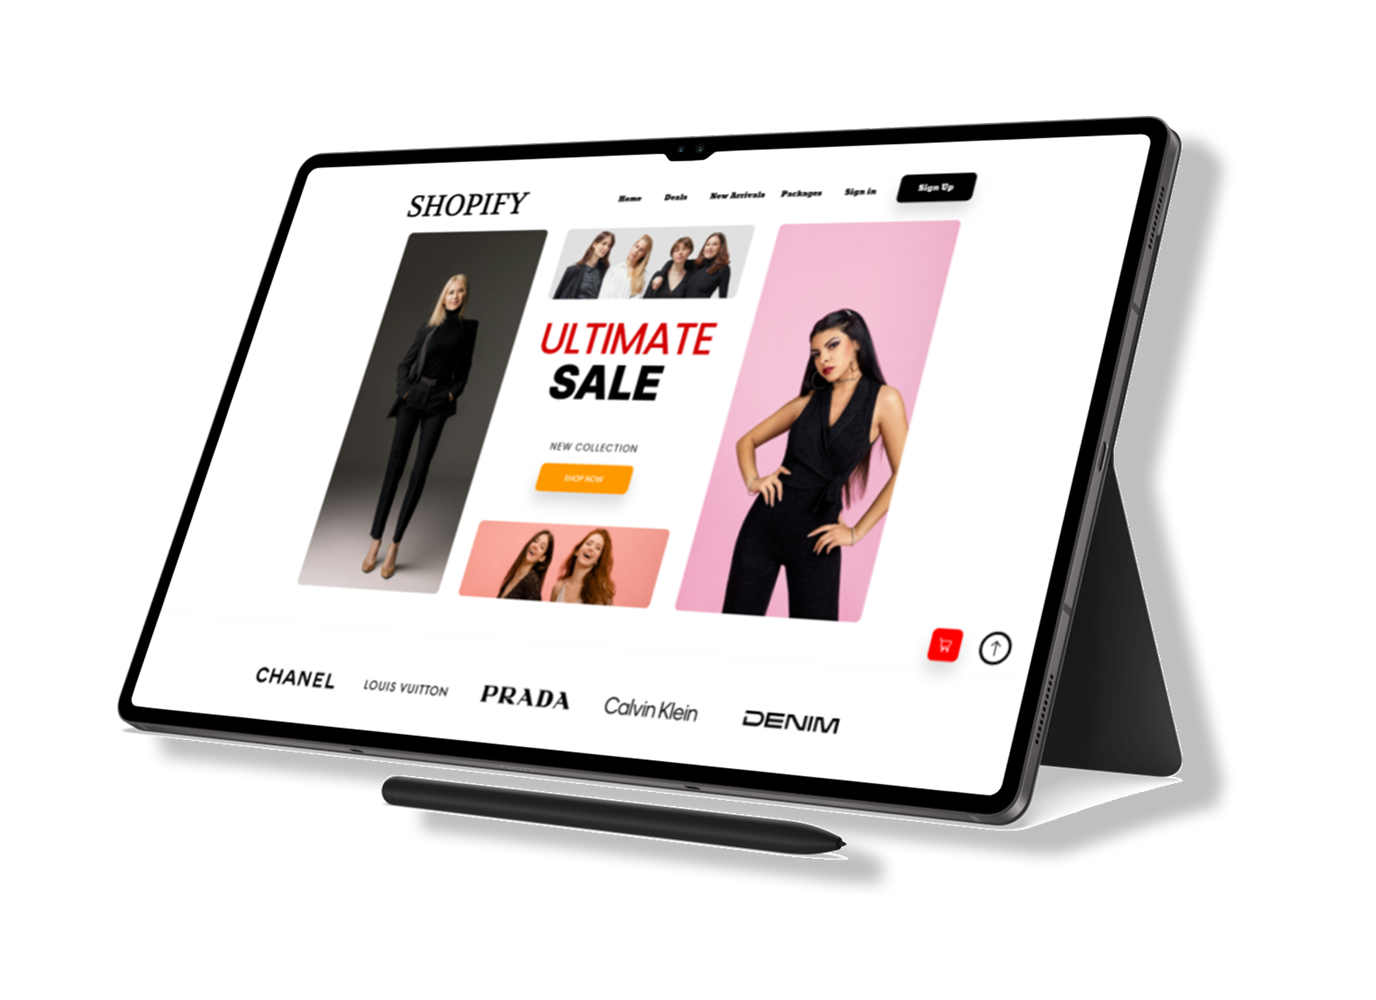 SHOPIFY
Home Deals New Arrivals Packages Sign in Sign Up
ULTIMATE
SALE
NEW COLLECTION
SHOP NOW
CHANEL LOUIS VUITTON PRADA Calvin Klein DENIM